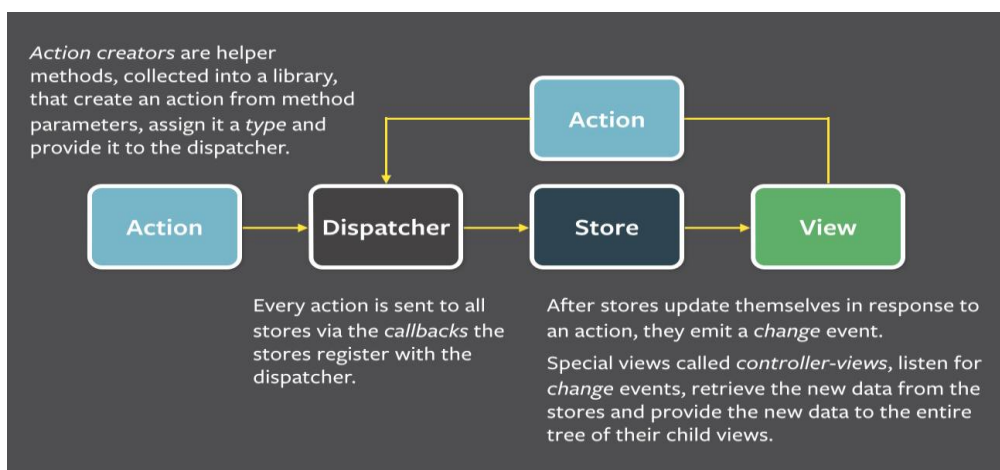 Action creators are helper
methods, collected into a library,
that create an action from method
parameters, assign it a type and
provide it to the dispatcher.
Action
Action
Dispatcher
Store
View
Every action is sent to all
stores via the callbacks the
stores register with the
dispatcher.
After stores update themselves in response to
an action, they emit a change event.
Special views called controller-views, listen for
change events, retrieve the new data from the
stores and provide the new data to the entire
tree of their child views.